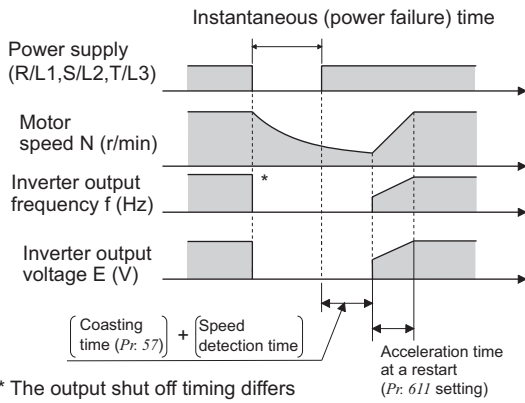 Instantaneous (power failure) time
Power supply
(R/L1,S/L2,T/L3)
Motor
speed N (r/min)
Inverter output
frequency f (Hz)
*
Inverter output
voltage E (V)
Coasting
time (Pr. 57)
+
Speed
detection time
Acceleration time
at a restart
(Pr. 611 setting)
* The output shut off timing differs